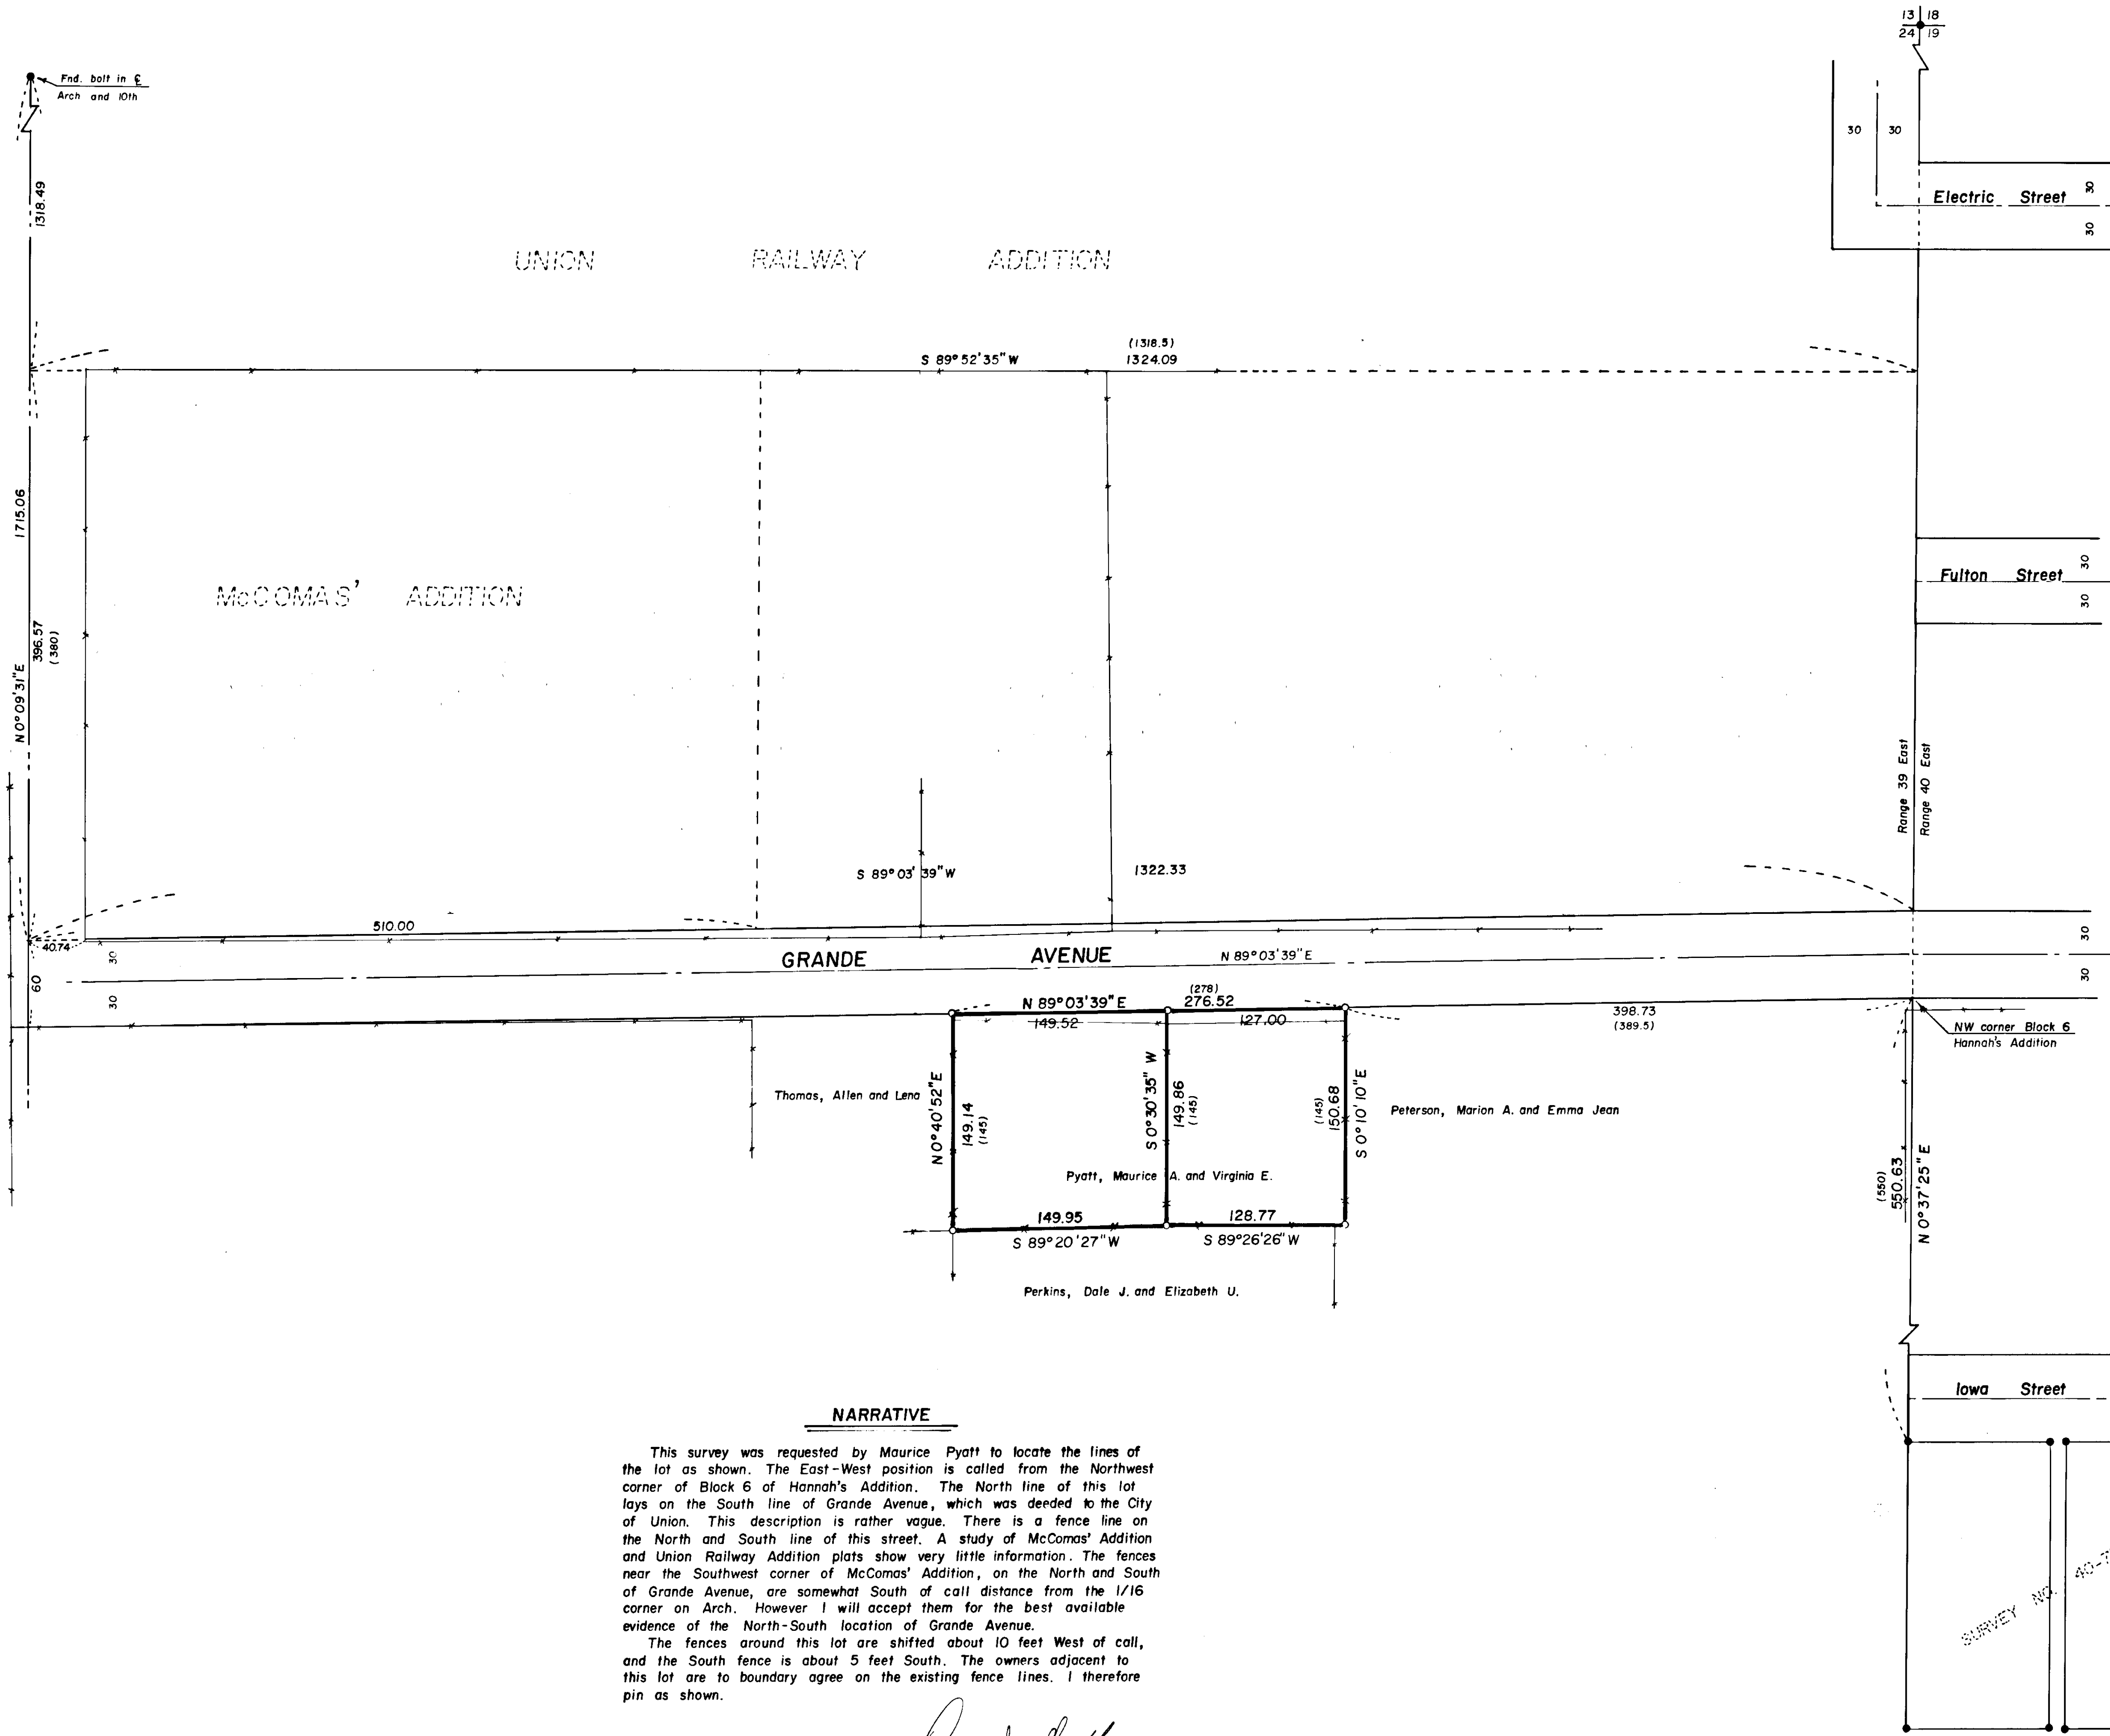 13 18
24 19
Fnd. bolt in ℄
Arch and 10th
30 30
1318.49
Electric Street
30
30
UNION RAILWAY ADDITION
(1318.5)
S 89° 52' 35" W 1324.09
1715.06
N 0° 09' 31" E
396.57
(380)
McCOMAS' ADDITION
Fulton Street
30
30
Range 39 East
Range 40 East
S 89° 03' 39" W 1322.33
510.00
40.74
60
30
30
GRANDE AVENUE N 89° 03' 39" E
30
30
(278)
N 89° 03' 39" E 276.52
149.52 127.00
398.73
(389.5)
NW corner Block 6
Hannah's Addition
Thomas, Allen and Lena
N 0° 40' 52" E
149.14
(145)
S 0° 30' 35" W
149.86
(145)
(145)
150.68
S 0° 10' 10" E
Peterson, Marion A. and Emma Jean
Pyatt, Maurice A. and Virginia E.
(550)
550.63
N 0° 37' 25" E
149.95 128.77
S 89° 20' 27" W S 89° 26' 26" W
Perkins, Dale J. and Elizabeth U.
Iowa Street
NARRATIVE
This survey was requested by Maurice Pyatt to locate the lines of
the lot as shown. The East-West position is called from the Northwest
corner of Block 6 of Hannah's Addition. The North line of this lot
lays on the South line of Grande Avenue, which was deeded to the City
of Union. This description is rather vague. There is a fence line on
the North and South line of this street. A study of McComas' Addition
and Union Railway Addition plats show very little information. The fences
near the Southwest corner of McComas' Addition, on the North and South
of Grande Avenue, are somewhat South of call distance from the 1/16
corner on Arch. However I will accept them for the best available
evidence of the North-South location of Grande Avenue.
The fences around this lot are shifted about 10 feet West of call,
and the South fence is about 5 feet South. The owners adjacent to
this lot are to boundary agree on the existing fence lines. I therefore
pin as shown.
SURVEY NO. 40-7